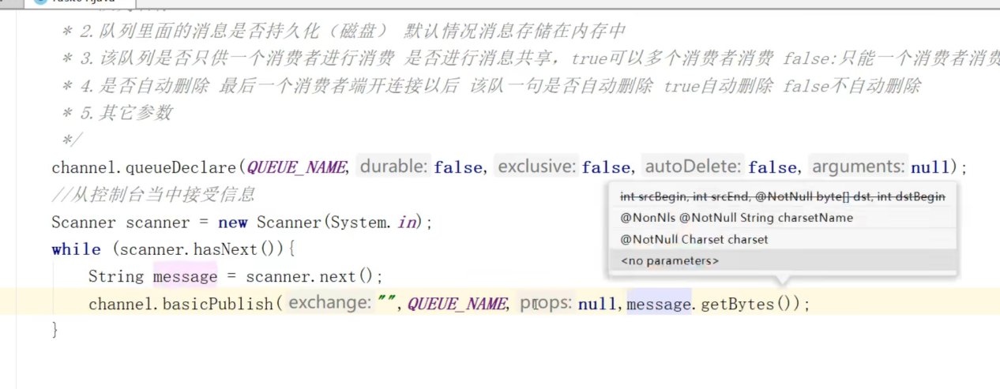 * 2.队列里面的消息是否持久化（磁盘） 默认情况消息存储在内存中
* 3.该队列是否只供一个消费者进行消费 是否进行消息共享，true可以多个消费者消费 false:只能一个消费者消费
* 4.是否自动删除 最后一个消费者端开连接以后 该队一句是否自动删除 true自动删除 false不自动删除
* 5.其它参数
*/
channel.queueDeclare(QUEUE_NAME, durable: false, exclusive: false, autoDelete: false, arguments: null);
//从控制台当中接受信息
int srcBegin, int srcEnd, @NotNull byte[] dst, int dstBegin
@NonNls @NotNull String charsetName
Scanner scanner = new Scanner(System.in);
@NotNull Charset charset
while (scanner.hasNext()){
<no parameters>
String message = scanner.next();
channel.basicPublish( exchange: "",QUEUE_NAME, props: null,message.getBytes());
}